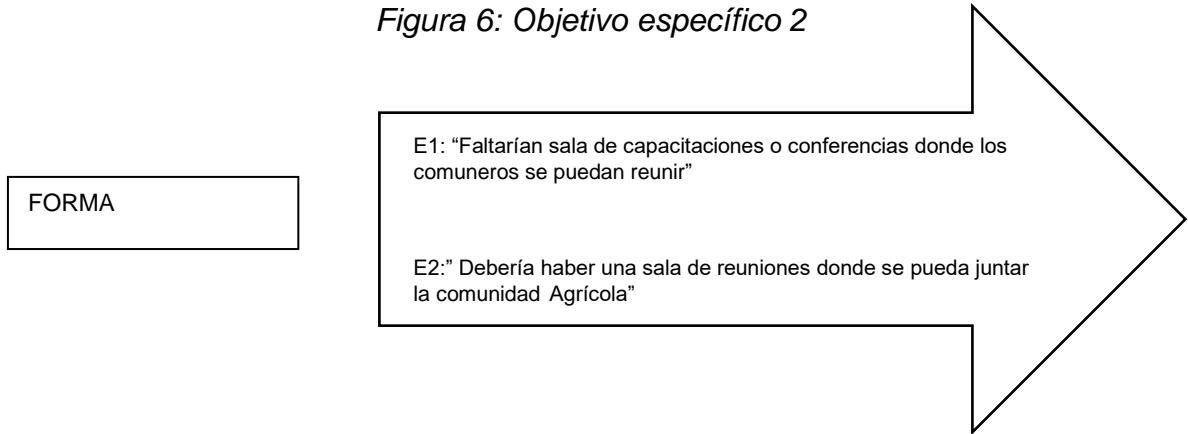 Figura 6: Objetivo específico 2
FORMA
E1: “Faltarían sala de capacitaciones o conferencias donde los
comuneros se puedan reunir”
E2:” Debería haber una sala de reuniones donde se pueda juntar
la comunidad Agrícola”